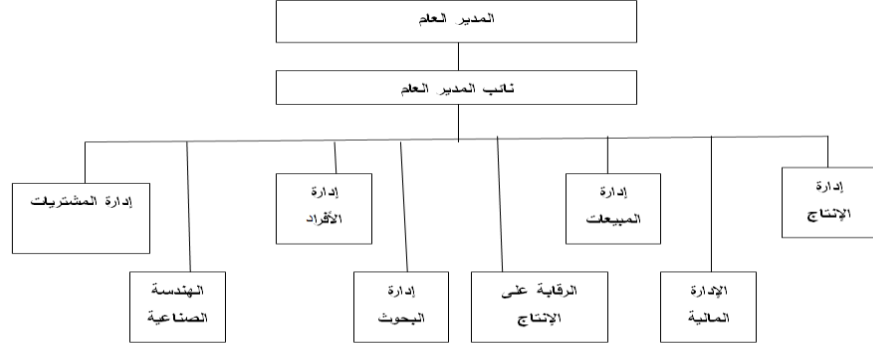 المدير العام
نائب المدير العام
إدارة
الإنتاج
إدارة
المبيعات
إدارة
الأفراد
إدارة المشتريات
الإدارة
المالية
الرقابة على
الإنتاج
إدارة
البحوث
الهندسة
الصناعية